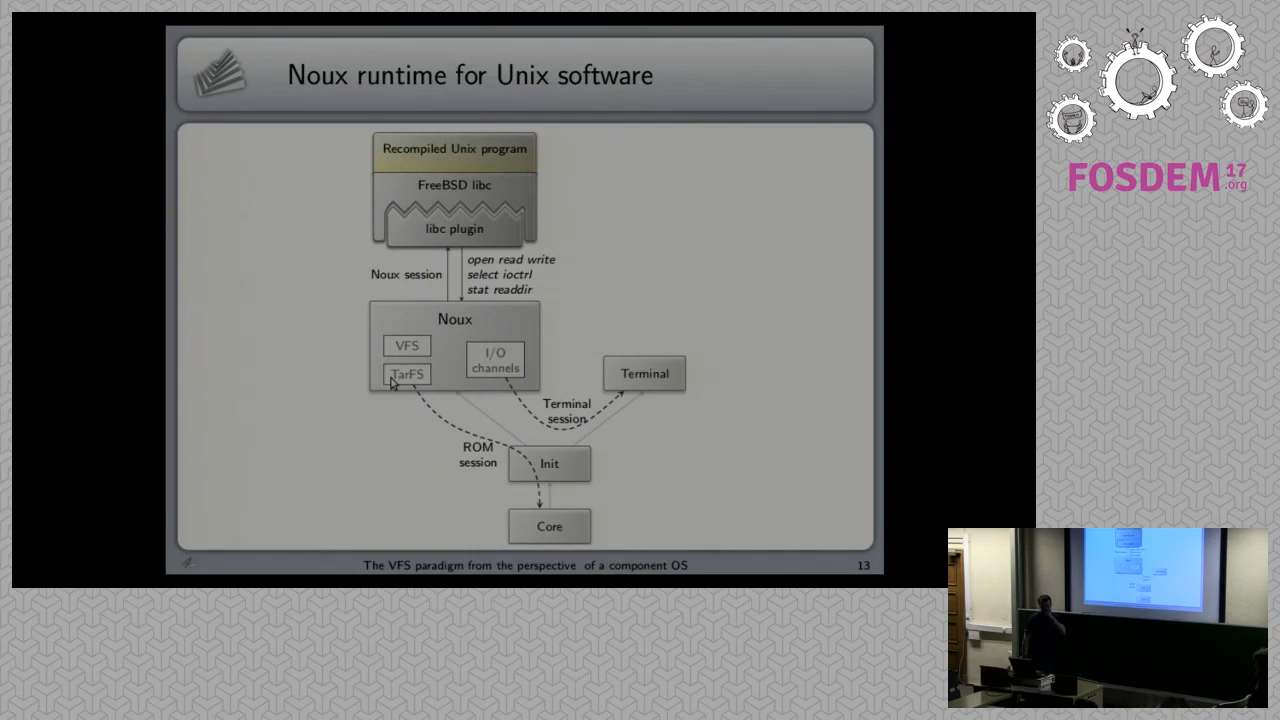 Noux runtime for Unix software
Recompiled Unix program
FreeBSD libc
libc plugin
Noux session
open read write
select ioctrl
stat readdir
Noux
VFS
I/O
channels
TarFS
Terminal
Terminal
session
ROM
session
Init
Core
The VFS paradigm from the perspective of a component OS
13
FOSDEM 17
.org